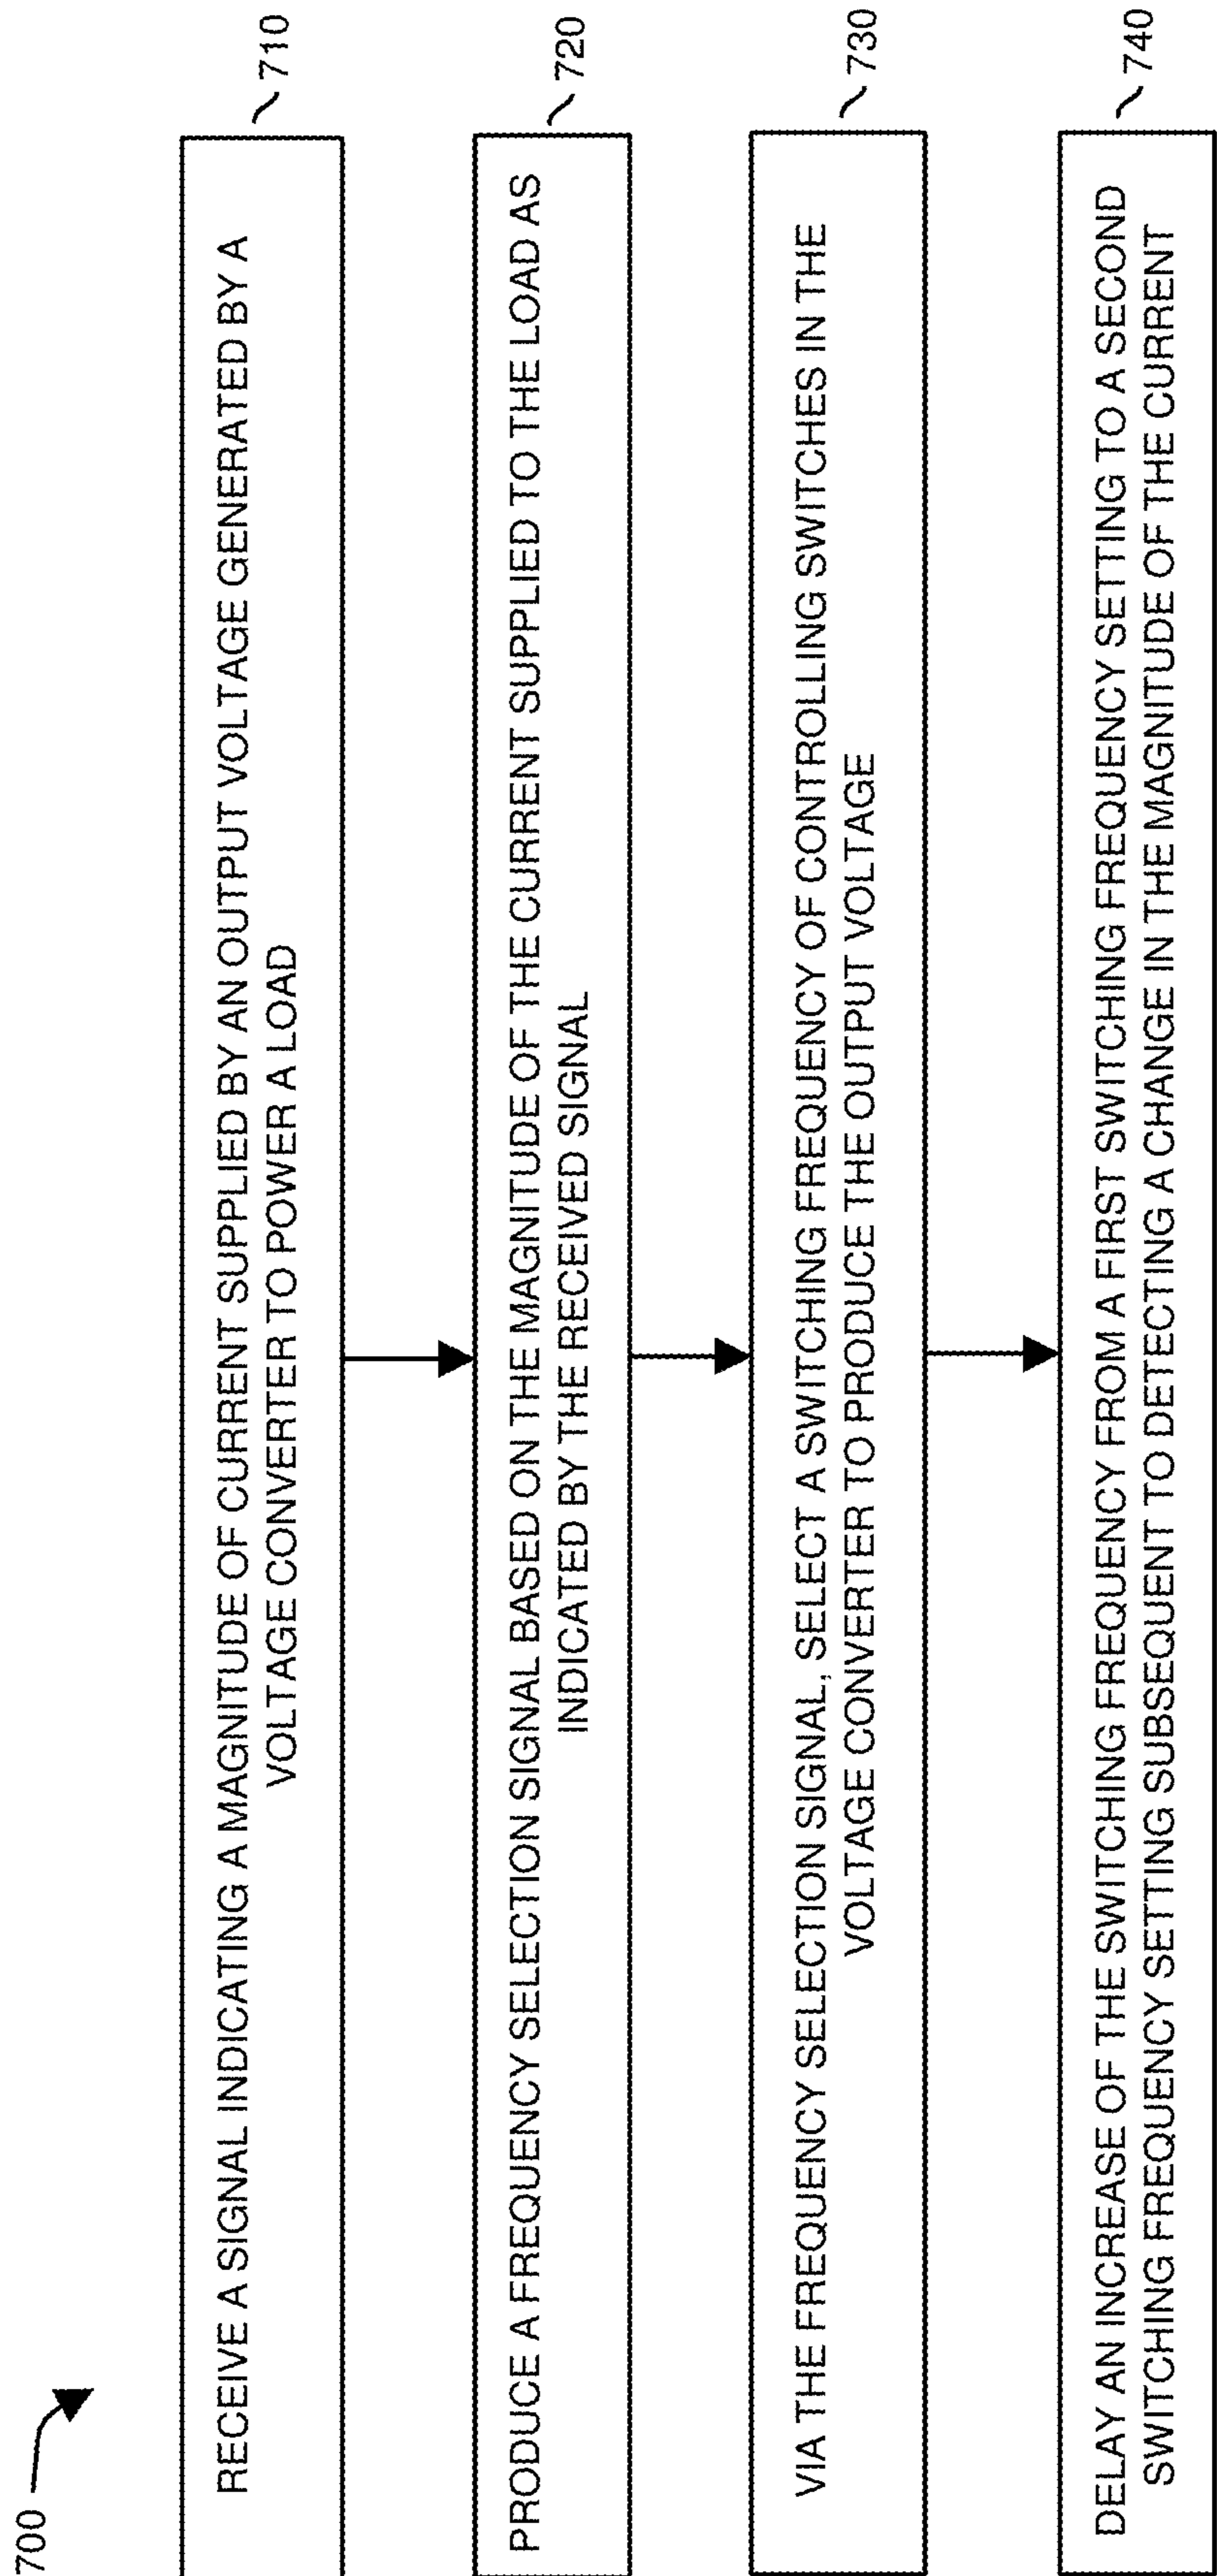 700
RECEIVE A SIGNAL INDICATING A MAGNITUDE OF CURRENT SUPPLIED BY AN OUTPUT VOLTAGE GENERATED BY A
VOLTAGE CONVERTER TO POWER A LOAD
710
PRODUCE A FREQUENCY SELECTION SIGNAL BASED ON THE MAGNITUDE OF THE CURRENT SUPPLIED TO THE LOAD AS
INDICATED BY THE RECEIVED SIGNAL
720
VIA THE FREQUENCY SELECTION SIGNAL, SELECT A SWITCHING FREQUENCY OF CONTROLLING SWITCHES IN THE
VOLTAGE CONVERTER TO PRODUCE THE OUTPUT VOLTAGE
730
DELAY AN INCREASE OF THE SWITCHING FREQUENCY FROM A FIRST SWITCHING FREQUENCY SETTING TO A SECOND
SWITCHING FREQUENCY SETTING SUBSEQUENT TO DETECTING A CHANGE IN THE MAGNITUDE OF THE CURRENT
740